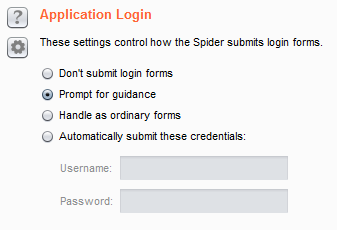 Application Login
These settings control how the Spider submits login forms.
Don't submit login forms
Prompt for guidance
Handle as ordinary forms
Automatically submit these credentials:
Username:
Password: